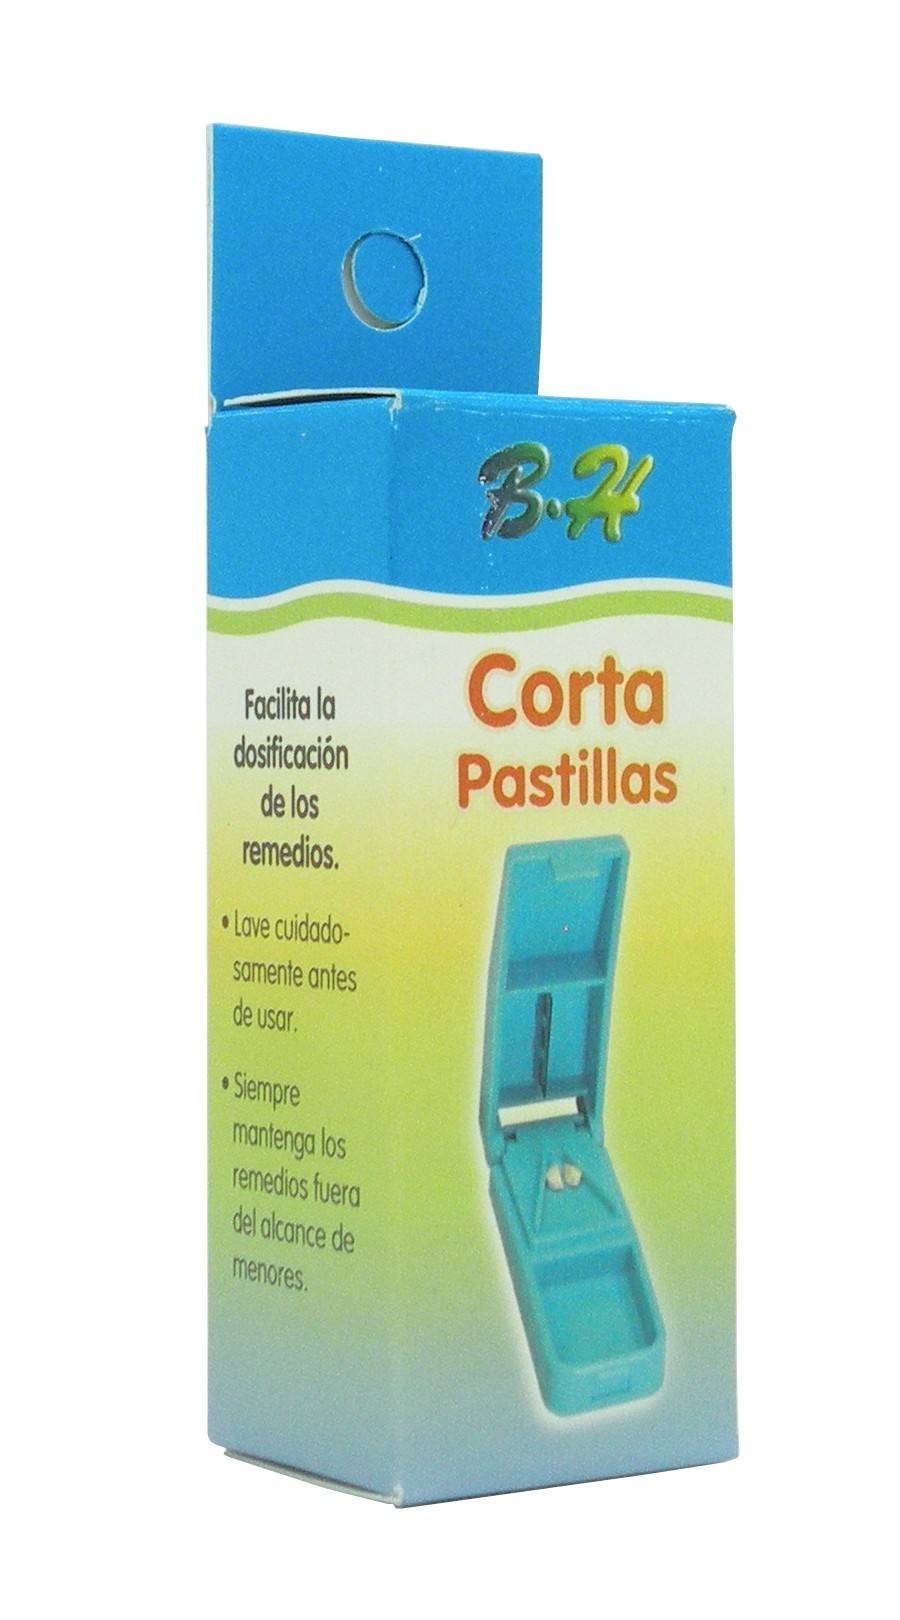 B.H
Corta
Pastillas
Facilita la
dosificación
de los
remedios.
• Lave cuidado-
samente antes
de usar.
• Siempre
mantenga los
remedios fuera
del alcance de
menores.